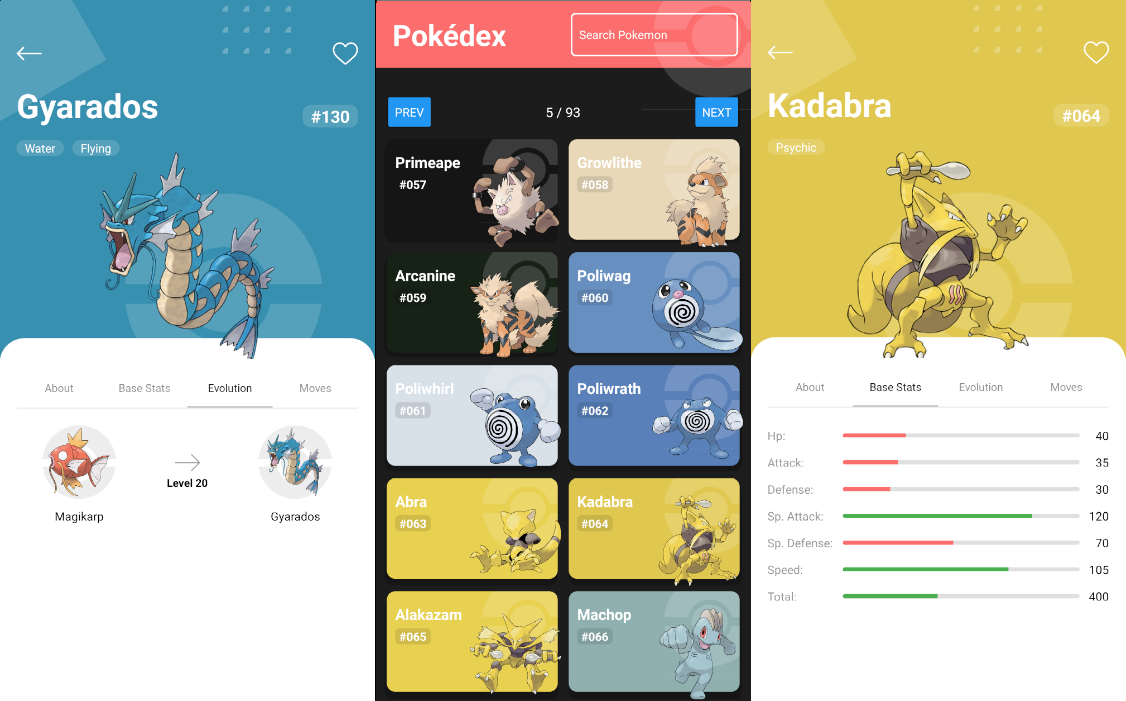 Gyarados
#130
Water Flying
About Base Stats Evolution Moves
Level 20
Magikarp Gyarados
Pokédex
Search Pokemon
PREV 5 / 93 NEXT
Primeape
#057
Growlithe
#058
Arcanine
#059
Poliwag
#060
Poliwhirl
#061
Poliwrath
#062
Abra
#063
Kadabra
#064
Alakazam
#065
Machop
#066
Kadabra
#064
Psychic
About Base Stats Evolution Moves
Hp: 40
Attack: 35
Defense: 30
Sp. Attack: 120
Sp. Defense: 70
Speed: 105
Total: 400